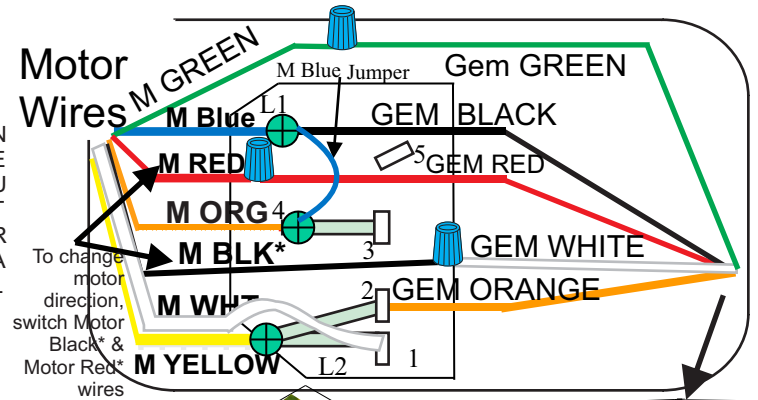 Motor
Wires
M GREEN
M Blue Jumper
Gem GREEN
M Blue
L1
GEM BLACK
M RED
5
GEM RED
M ORG
4
3
M BLK*
GEM WHITE
To change
motor
direction,
switch Motor
Black* &
Motor Red*
wires
M WHT
2
GEM ORANGE
M YELLOW
L2
1
N
E
U
T
R
A
L